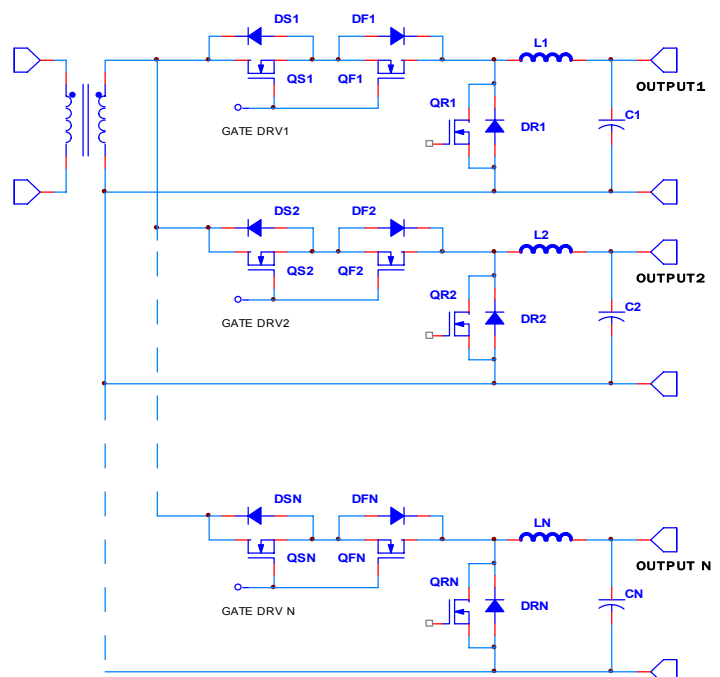 DS1 DF1
L1
OUTPUT1
QS1 QF1
QR1
C1
GATE DRV1
DR1
DS2 DF2
L2
OUTPUT2
QS2 QF2
QR2
C2
GATE DRV2
DR2
DSN DFN
LN
OUTPUT N
QSN QFN
QRN
CN
GATE DRV N
DRN